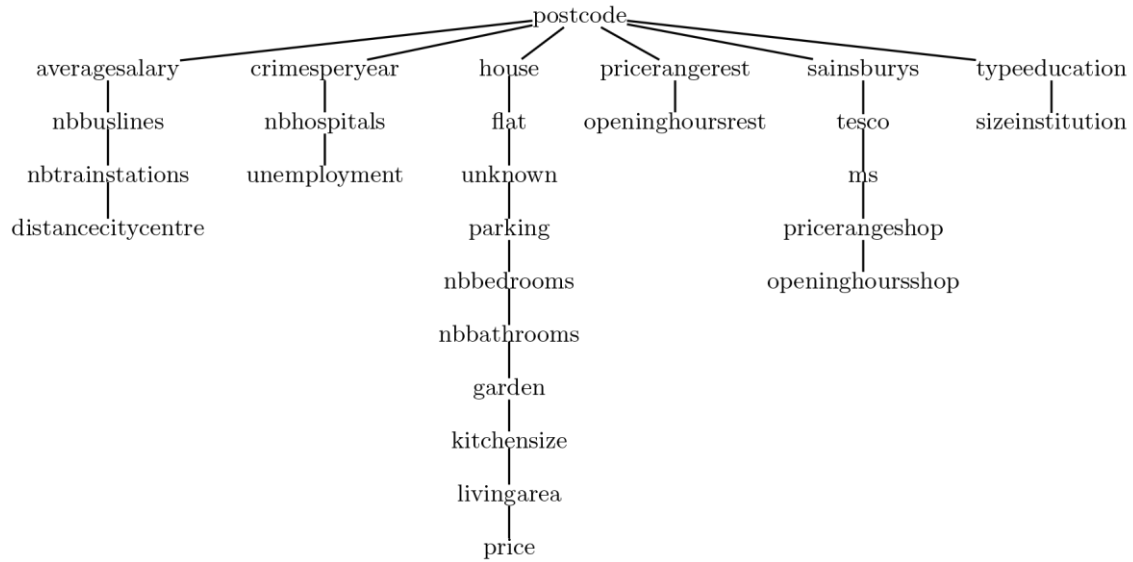 postcode
averagesalary crimesperyear house pricerangerest sainsburys typeeducation
nbbuslines nbhospitals flat openinghoursrest tesco sizeinstitution
nbtrainstations unemployment unknown ms
distancecitycentre parking pricerangeshop
nbbedrooms openinghoursshop
nbbathrooms
garden
kitchensize
livingarea
price